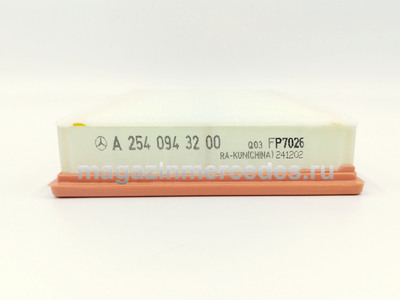 A 254 094 32 00 Q03 FP7026
RA-KUN(CHINA) 241202
magazinmercedes.ru